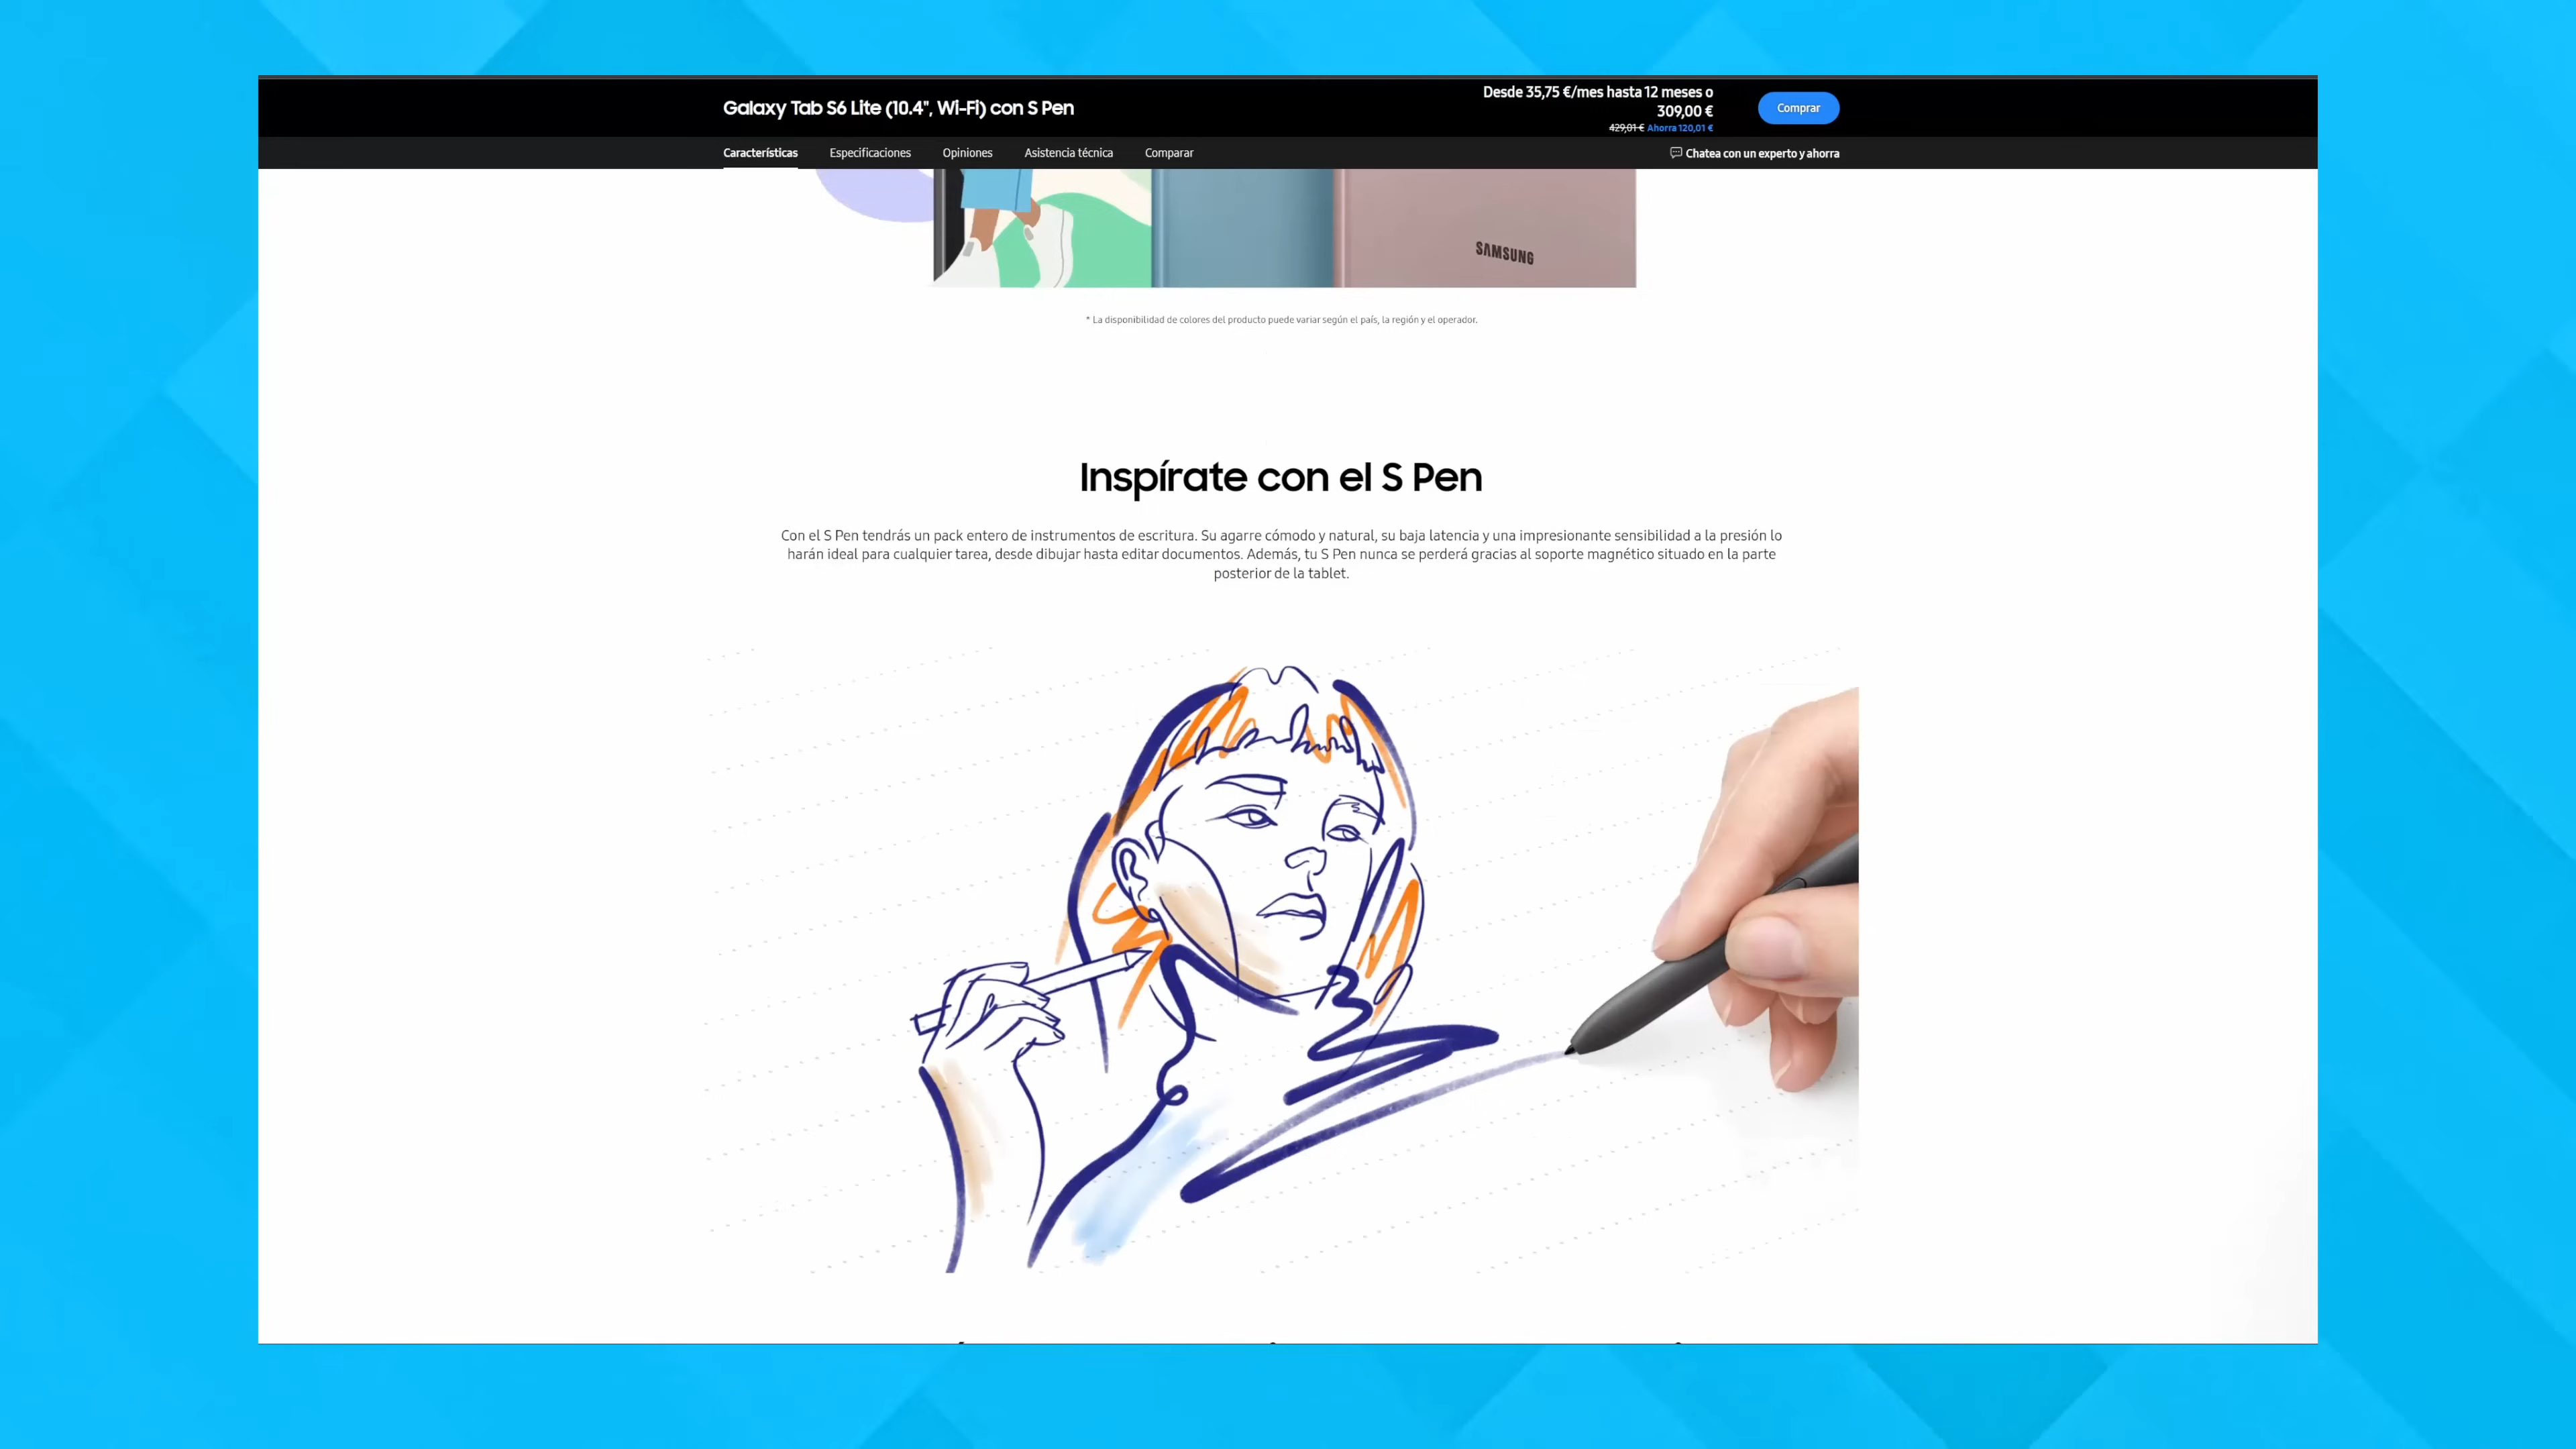 Galaxy Tab S6 Lite (10.4", Wi-Fi) con S Pen
Desde 35,75 €/mes hasta 12 meses o
309,00 €
429,01 € Ahorra 120,01 €
Comprar
Características Especificaciones Opiniones Asistencia técnica Comparar
Chatea con un experto y ahorra
SAMSUNG
* La disponibilidad de colores del producto puede variar según el país, la región y el operador.
Inspírate con el S Pen
Con el S Pen tendrás un pack entero de instrumentos de escritura. Su agarre cómodo y natural, su baja latencia y una impresionante sensibilidad a la presión lo
harán ideal para cualquier tarea, desde dibujar hasta editar documentos. Además, tu S Pen nunca se perderá gracias al soporte magnético situado en la parte
posterior de la tablet.